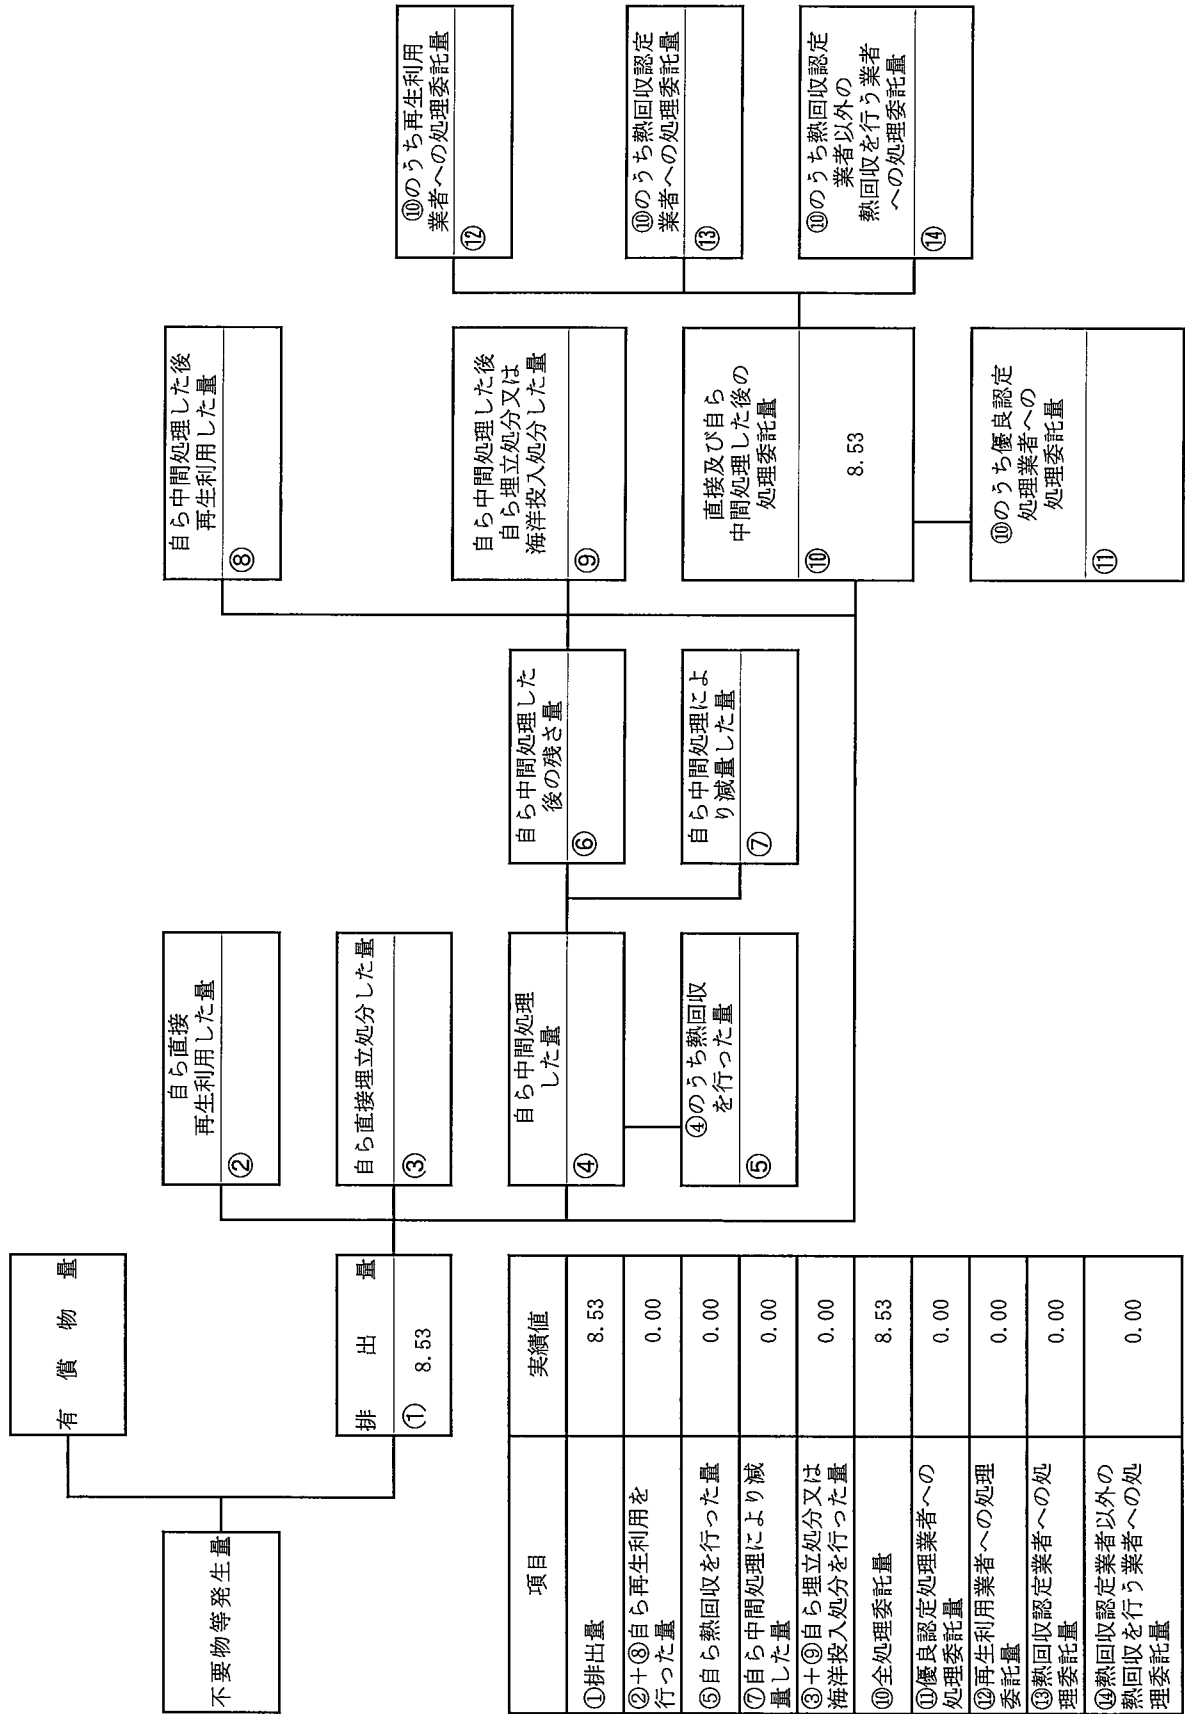 不要物等発生量
有償物量
排出量
① 8.53
自ら直接
再生利用した量
②
自ら直接埋立処分した量
③
自ら中間処理
した量
④
④のうち熱回収
を行った量
⑤
自ら中間処理した
後の残さ量
⑥
自ら中間処理によ
り減量した量
⑦
自ら中間処理した後
再生利用した量
⑧
自ら中間処理した後
自ら埋立処分又は
海洋投入処分した量
⑨
直接及び自ら
中間処理した後の
処理委託量
⑩ 8.53
⑩のうち優良認定
処理業者への
処理委託量
⑪
⑩のうち再生利用
業者への処理委託量
⑫
⑩のうち熱回収認定
業者への処理委託量
⑬
⑩のうち熱回収認定
業者以外の
熱回収を行う業者
への処理委託量
⑭
項目 実績値
①排出量 8.53
②+⑧自ら再生利用を
行った量 0.00
⑤自ら熱回収を行った量 0.00
⑦自ら中間処理により減
量した量 0.00
③+⑨自ら埋立処分又は
海洋投入処分を行った量 0.00
⑩全処理委託量 8.53
⑪優良認定処理業者への
処理委託量 0.00
⑫再生利用業者への処理
委託量 0.00
⑬熱回収認定業者への処
理委託量 0.00
⑭熱回収認定業者以外の
熱回収を行う業者への処
理委託量 0.00